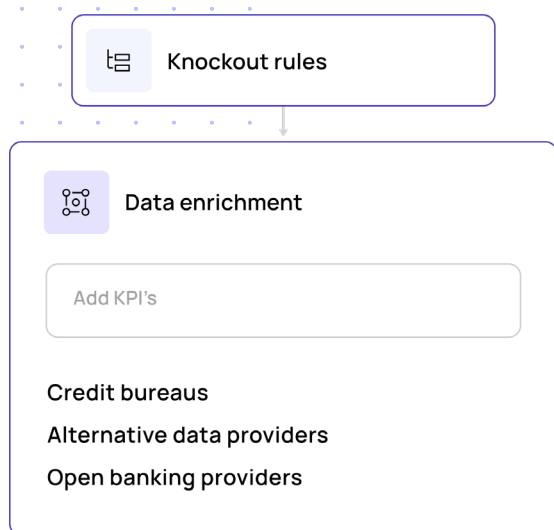 Knockout rules
Data enrichment
Add KPI's
Credit bureaus
Alternative data providers
Open banking providers